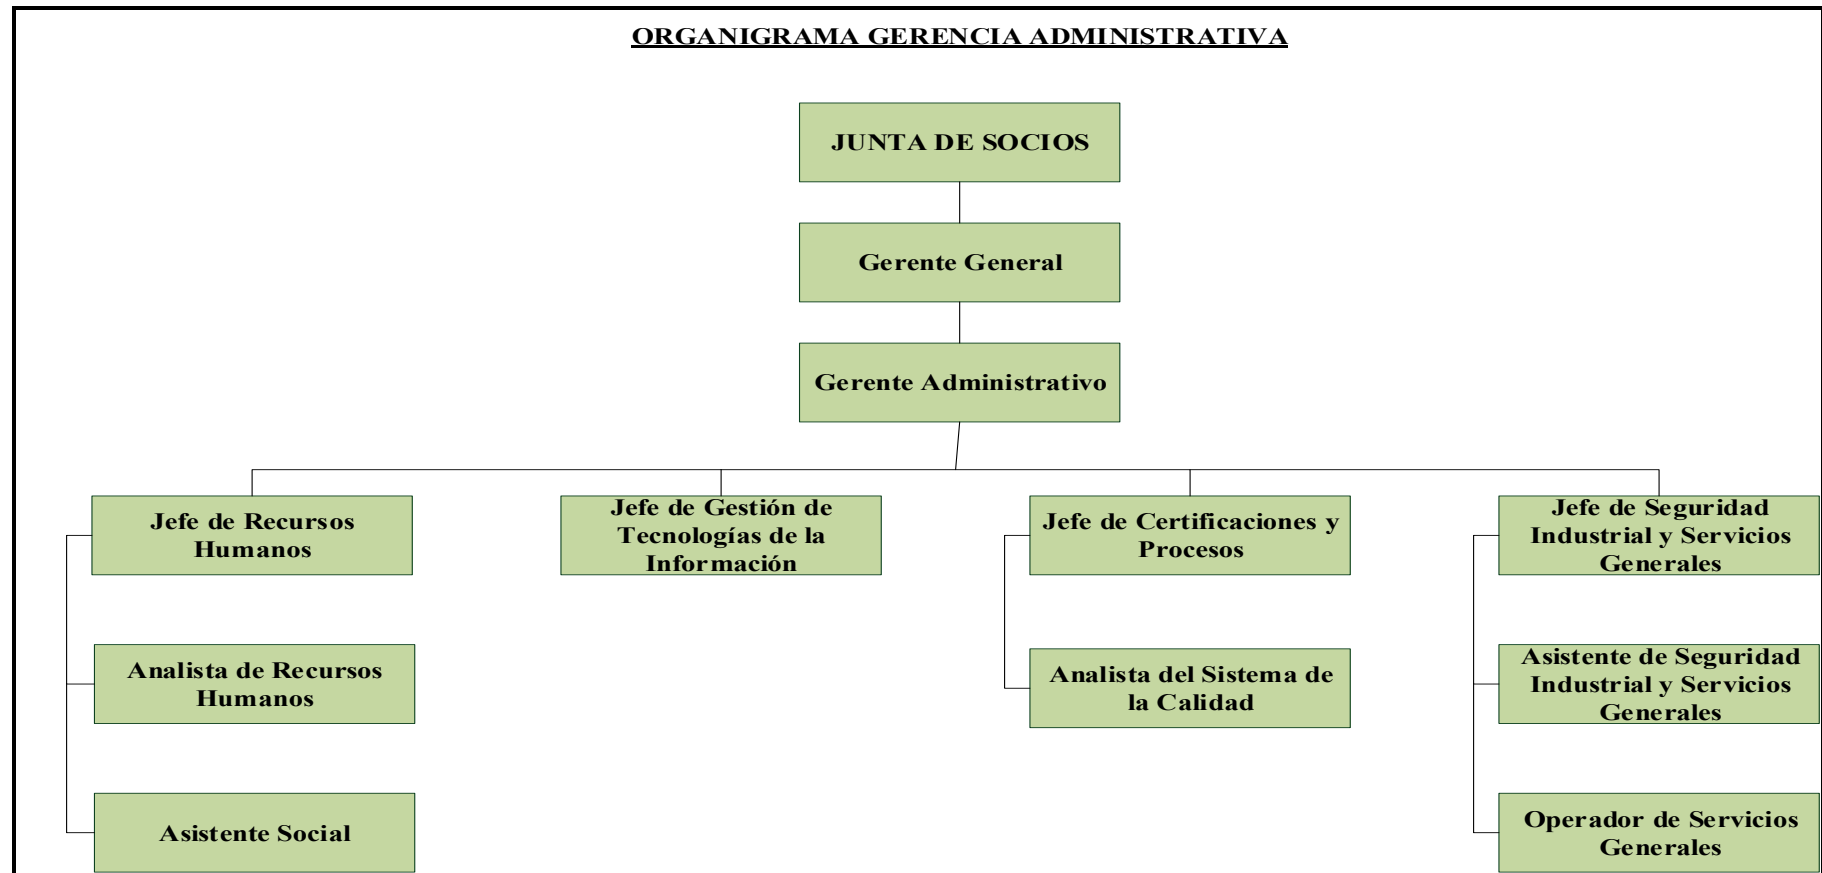 ORGANIGRAMA GERENCIA ADMINISTRATIVA
JUNTA DE SOCIOS
Gerente General
Gerente Administrativo
Jefe de Recursos
Humanos
Jefe de Gestión de
Tecnologías de la
Información
Jefe de Certificaciones y
Procesos
Jefe de Seguridad
Industrial y Servicios
Generales
Analista de Recursos
Humanos
Analista del Sistema de
la Calidad
Asistente de Seguridad
Industrial y Servicios
Generales
Asistente Social
Operador de Servicios
Generales